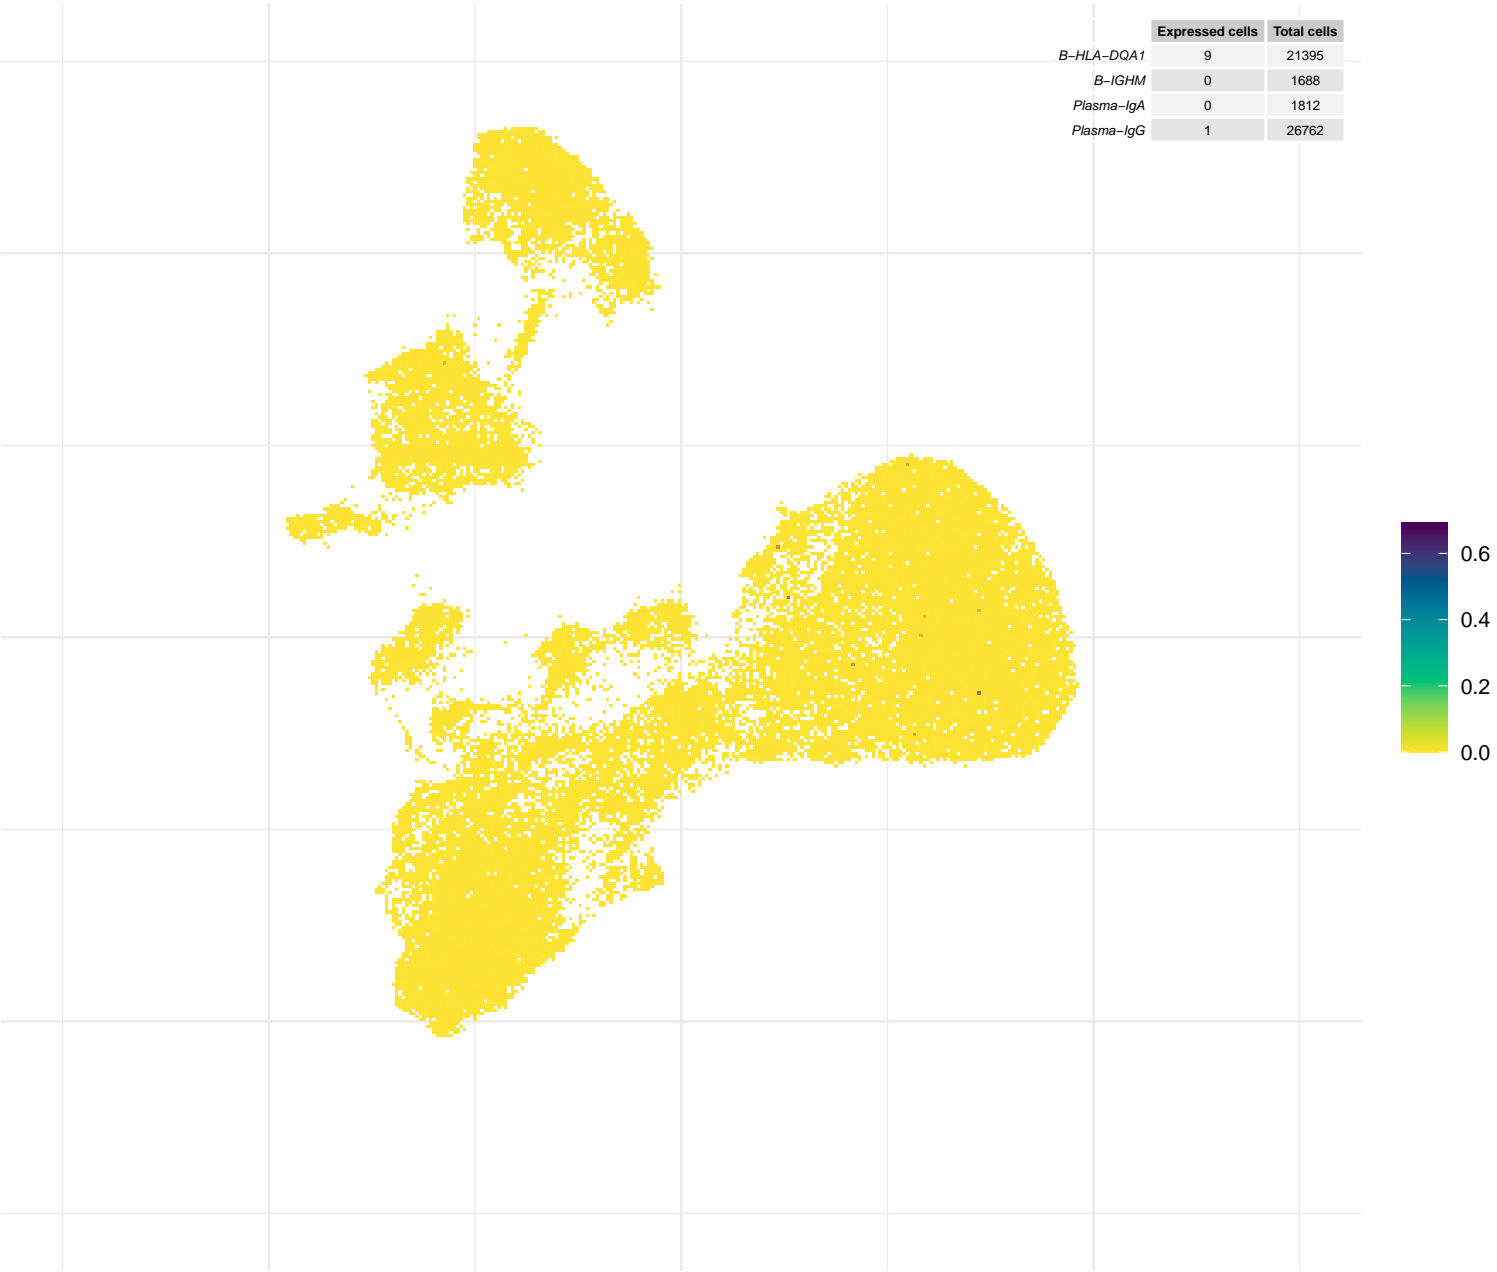 Expressed cells Total cells
B−HLA−DQA1 9 21395
B−IGHM 0 1688
Plasma−IgA 0 1812
Plasma−IgG 1 26762
0.6
0.4
0.2
0.0